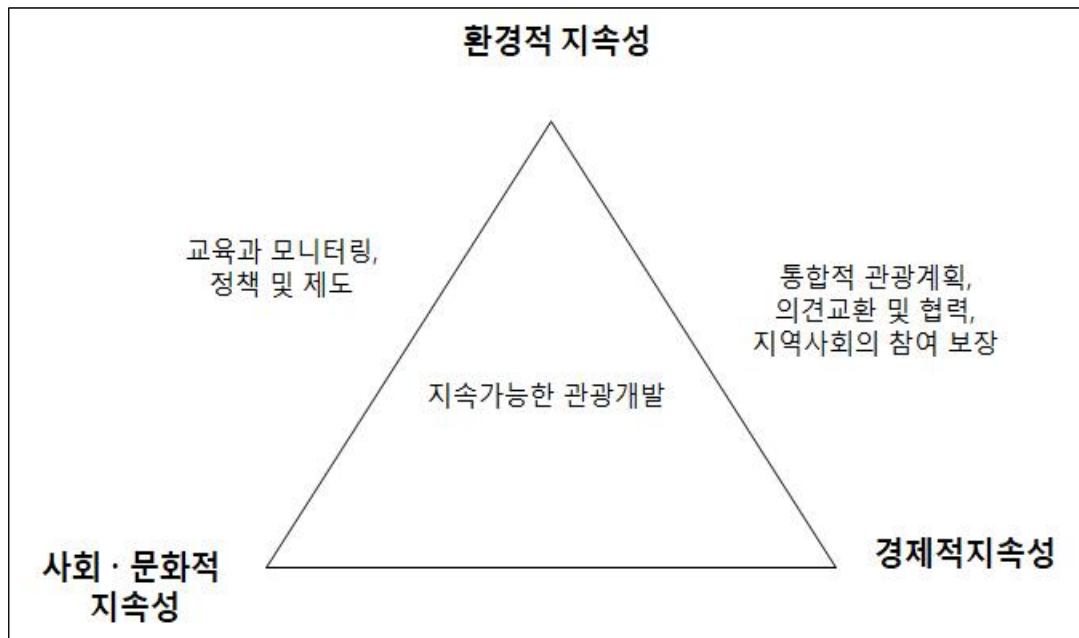 환경적 지속성
교육과 모니터링,
정책 및 제도
통합적 관광계획,
의견교환 및 협력,
지역사회의 참여 보장
지속가능한 관광개발
사회 · 문화적
지속성
경제적지속성